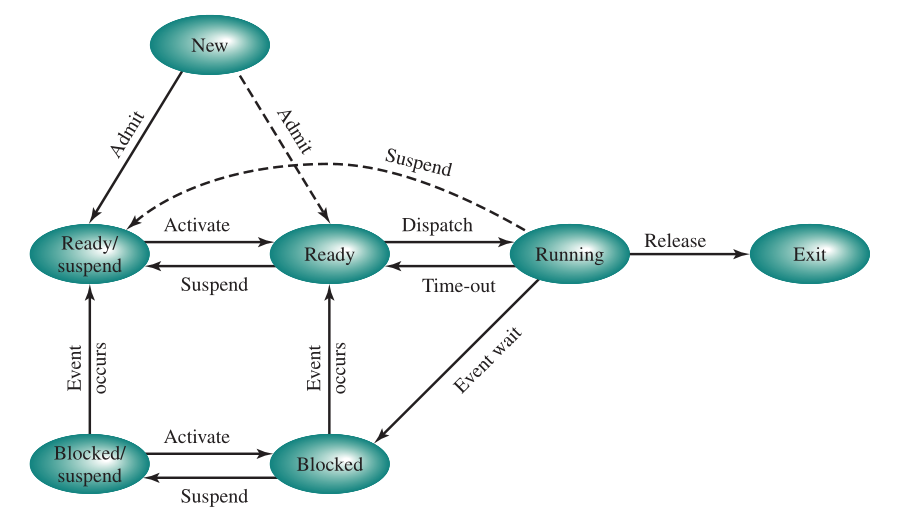 New
Admit
Admit
Suspend
Ready/
suspend
Activate
Suspend
Ready
Dispatch
Time-out
Running
Release
Exit
Event
occurs
Event
occurs
Event wait
Blocked/
suspend
Activate
Suspend
Blocked